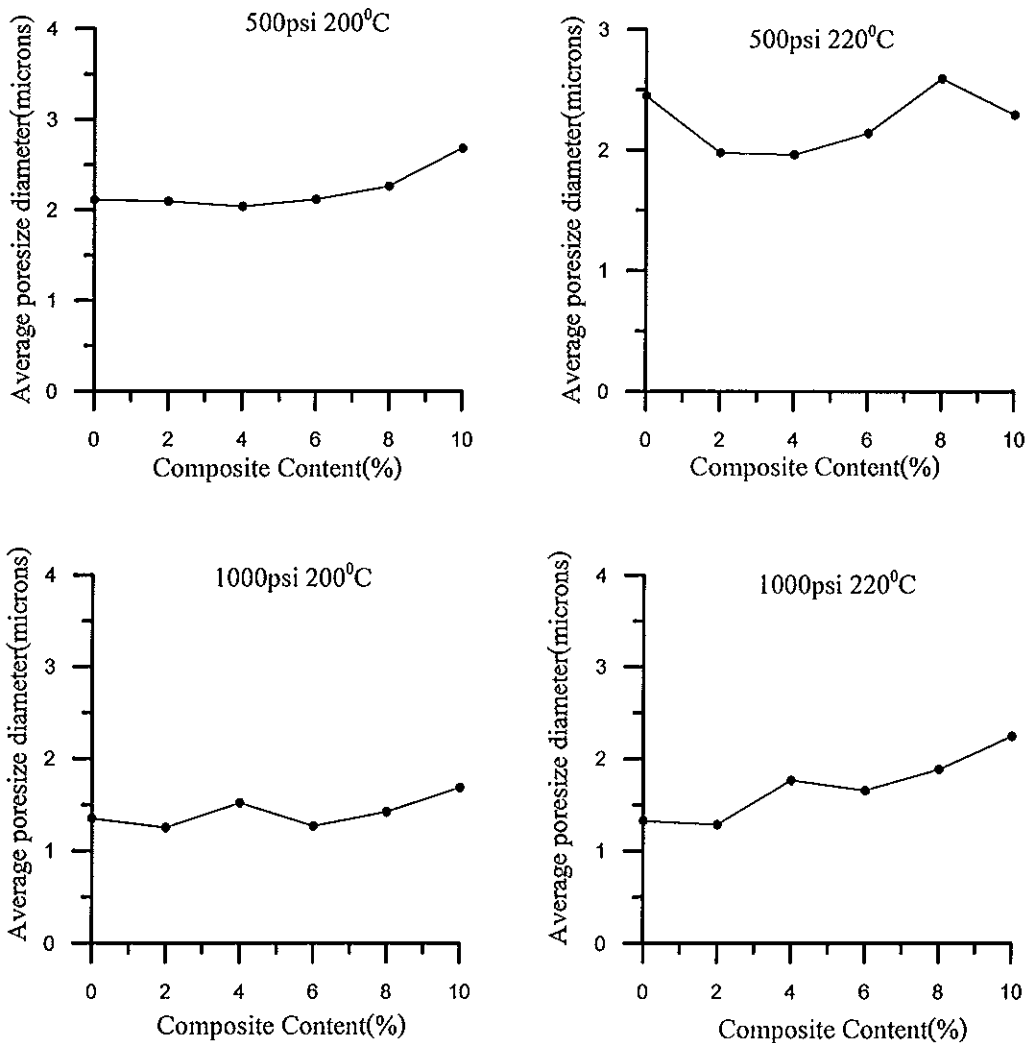 500psi 200⁰C
Average poresize diameter(microns)
4
3
2
1
0
0 2 4 6 8 10
Composite Content(%)
500psi 220⁰C
Average poresize diameter(microns)
3
2
1
0
0 2 4 6 8 10
Composite Content(%)
1000psi 200⁰C
Average poresize diameter(microns)
4
3
2
1
0
0 2 4 6 8 10
Composite Content(%)
1000psi 220⁰C
Average poresize diameter(microns)
4
3
2
1
0
0 2 4 6 8 10
Composite Content(%)